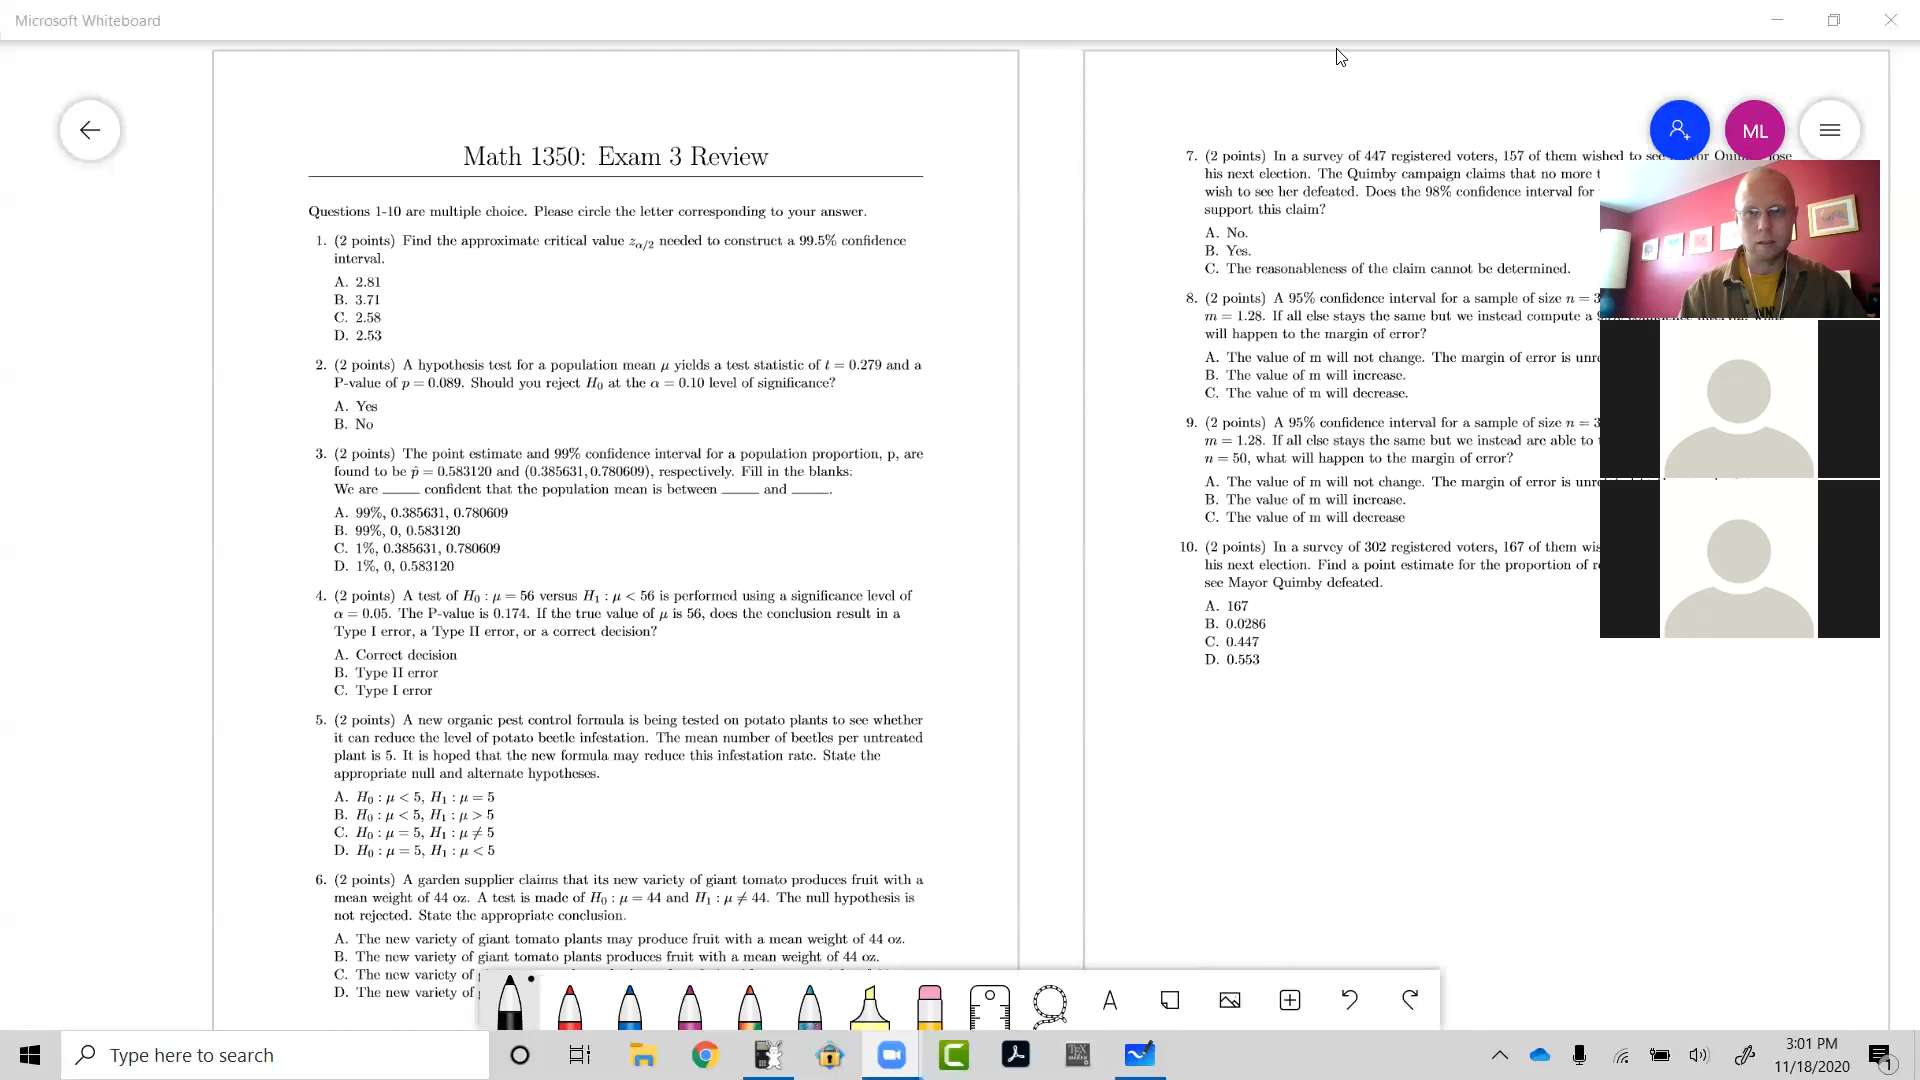 Microsoft Whiteboard
Math 1350: Exam 3 Review
Questions 1-10 are multiple choice. Please circle the letter corresponding to your answer.
1. (2 points) Find the approximate critical value zα/2 needed to construct a 99.5% confidence
interval.
A. 2.81
B. 3.71
C. 2.58
D. 2.53
2. (2 points) A hypothesis test for a population mean μ yields a test statistic of t = 0.279 and a
P-value of p = 0.089. Should you reject H0 at the α = 0.10 level of significance?
A. Yes
B. No
3. (2 points) The point estimate and 99% confidence interval for a population proportion, p, are
found to be p̂ = 0.583120 and (0.385631, 0.780609), respectively. Fill in the blanks:
We are _____ confident that the population mean is between _____ and _____.
A. 99%, 0.385631, 0.780609
B. 99%, 0, 0.583120
C. 1%, 0.385631, 0.780609
D. 1%, 0, 0.583120
4. (2 points) A test of H0 : μ = 56 versus H1 : μ < 56 is performed using a significance level of
α = 0.05. The P-value is 0.174. If the true value of μ is 56, does the conclusion result in a
Type I error, a Type II error, or a correct decision?
A. Correct decision
B. Type II error
C. Type I error
5. (2 points) A new organic pest control formula is being tested on potato plants to see whether
it can reduce the level of potato beetle infestation. The mean number of beetles per untreated
plant is 5. It is hoped that the new formula may reduce this infestation rate. State the
appropriate null and alternate hypotheses.
A. H0 : μ < 5, H1 : μ = 5
B. H0 : μ < 5, H1 : μ > 5
C. H0 : μ = 5, H1 : μ ≠ 5
D. H0 : μ = 5, H1 : μ < 5
6. (2 points) A garden supplier claims that its new variety of giant tomato produces fruit with a
mean weight of 44 oz. A test is made of H0 : μ = 44 and H1 : μ ≠ 44. The null hypothesis is
not rejected. State the appropriate conclusion.
A. The new variety of giant tomato plants may produce fruit with a mean weight of 44 oz.
B. The new variety of giant tomato plants produces fruit with a mean weight of 44 oz.
C. The new variety of
D. The new variety of
ML
7. (2 points) In a survey of 447 registered voters, 157 of them wished to see
his next election. The Quimby campaign claims that no more
wish to see her defeated. Does the 98% confidence interval for
support this claim?
A. No.
B. Yes.
C. The reasonableness of the claim cannot be determined.
8. (2 points) A 95% confidence interval for a sample of size n = 3
m = 1.28. If all else stays the same but we instead compute a
will happen to the margin of error?
A. The value of m will not change. The margin of error is
B. The value of m will increase.
C. The value of m will decrease.
9. (2 points) A 95% confidence interval for a sample of size n = 3
m = 1.28. If all else stays the same but we instead are able to
n = 50, what will happen to the margin of error?
A. The value of m will not change. The margin of error is
B. The value of m will increase.
C. The value of m will decrease
10. (2 points) In a survey of 302 registered voters, 167 of them
his next election. Find a point estimate for the proportion of
see Mayor Quimby defeated.
A. 167
B. 0.0286
C. 0.447
D. 0.553
Type here to search
3:01 PM
11/18/2020
1